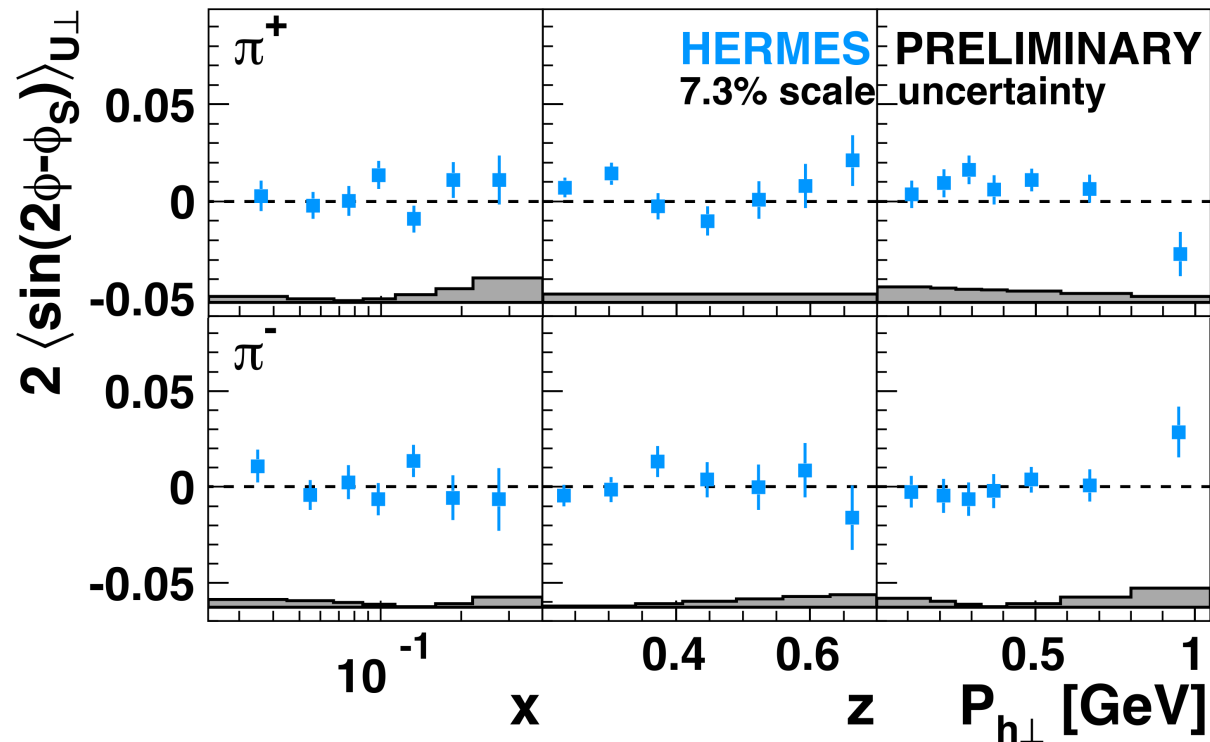 2 ⟨sin(2ϕ-ϕS)⟩U⊥
π+
HERMES PRELIMINARY
7.3% scale uncertainty
0.05
0
-0.05
π-
0.05
0
-0.05
10-1
0.4
0.6
0.5
1
x
z
Ph⊥ [GeV]